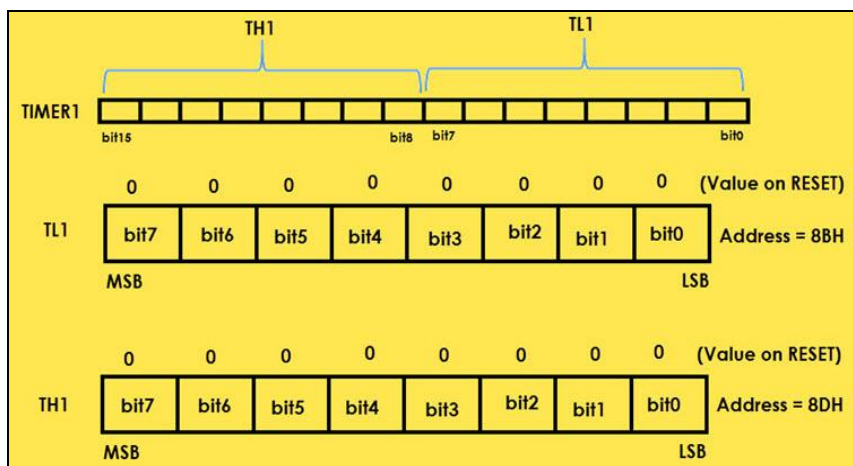 TH1 TL1
TIMER1
bit15 bit8 bit7 bit0
0 0 0 0 0 0 0 0 (Value on RESET)
TL1 bit7 bit6 bit5 bit4 bit3 bit2 bit1 bit0 Address = 8BH
MSB LSB
0 0 0 0 0 0 0 0 (Value on RESET)
TH1 bit7 bit6 bit5 bit4 bit3 bit2 bit1 bit0 Address = 8DH
MSB LSB